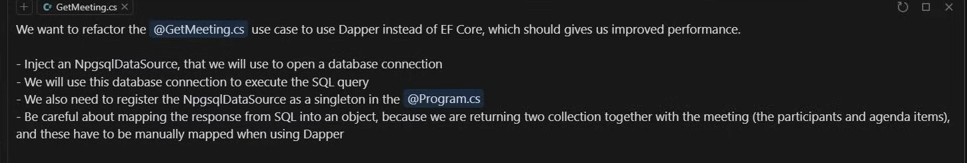 GetMeeting.cs
We want to refactor the @GetMeeting.cs use case to use Dapper instead of EF Core, which should gives us improved performance.
- Inject an NpgsqlDataSource, that we will use to open a database connection
- We will use this database connection to execute the SQL query
- We also need to register the NpgsqlDataSource as a singleton in the @Program.cs
- Be careful about mapping the response from SQL into an object, because we are returning two collection together with the meeting (the participants and agenda items),
and these have to be manually mapped when using Dapper